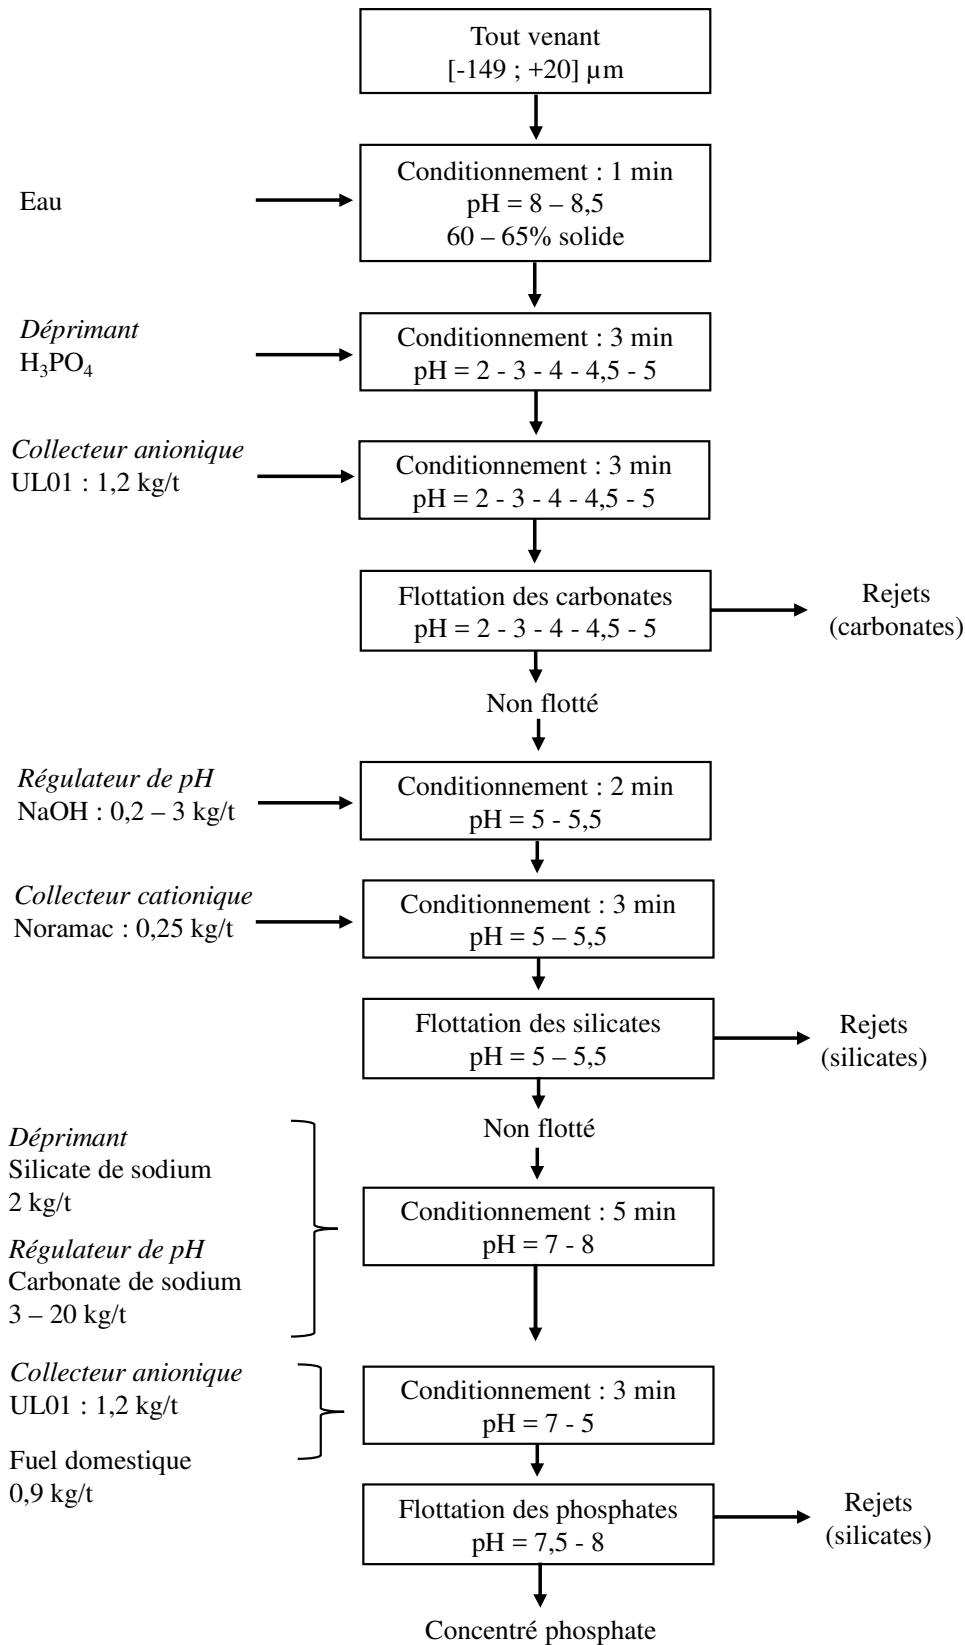 Tout venant
[-149 ; +20] µm
Eau
Conditionnement : 1 min
pH = 8 – 8,5
60 – 65% solide
Déprimant
H₃PO₄
Conditionnement : 3 min
pH = 2 - 3 - 4 - 4,5 - 5
Collecteur anionique
UL01 : 1,2 kg/t
Conditionnement : 3 min
pH = 2 - 3 - 4 - 4,5 - 5
Flottation des carbonates
pH = 2 - 3 - 4 - 4,5 - 5
Rejets
(carbonates)
Non flotté
Régulateur de pH
NaOH : 0,2 – 3 kg/t
Conditionnement : 2 min
pH = 5 - 5,5
Collecteur cationique
Noramac : 0,25 kg/t
Conditionnement : 3 min
pH = 5 – 5,5
Flottation des silicates
pH = 5 – 5,5
Rejets
(silicates)
Non flotté
Déprimant
Silicate de sodium
2 kg/t
Régulateur de pH
Carbonate de sodium
3 – 20 kg/t
Conditionnement : 5 min
pH = 7 - 8
Collecteur anionique
UL01 : 1,2 kg/t
Fuel domestique
0,9 kg/t
Conditionnement : 3 min
pH = 7 - 5
Flottation des phosphates
pH = 7,5 - 8
Rejets
(silicates)
Concentré phosphate